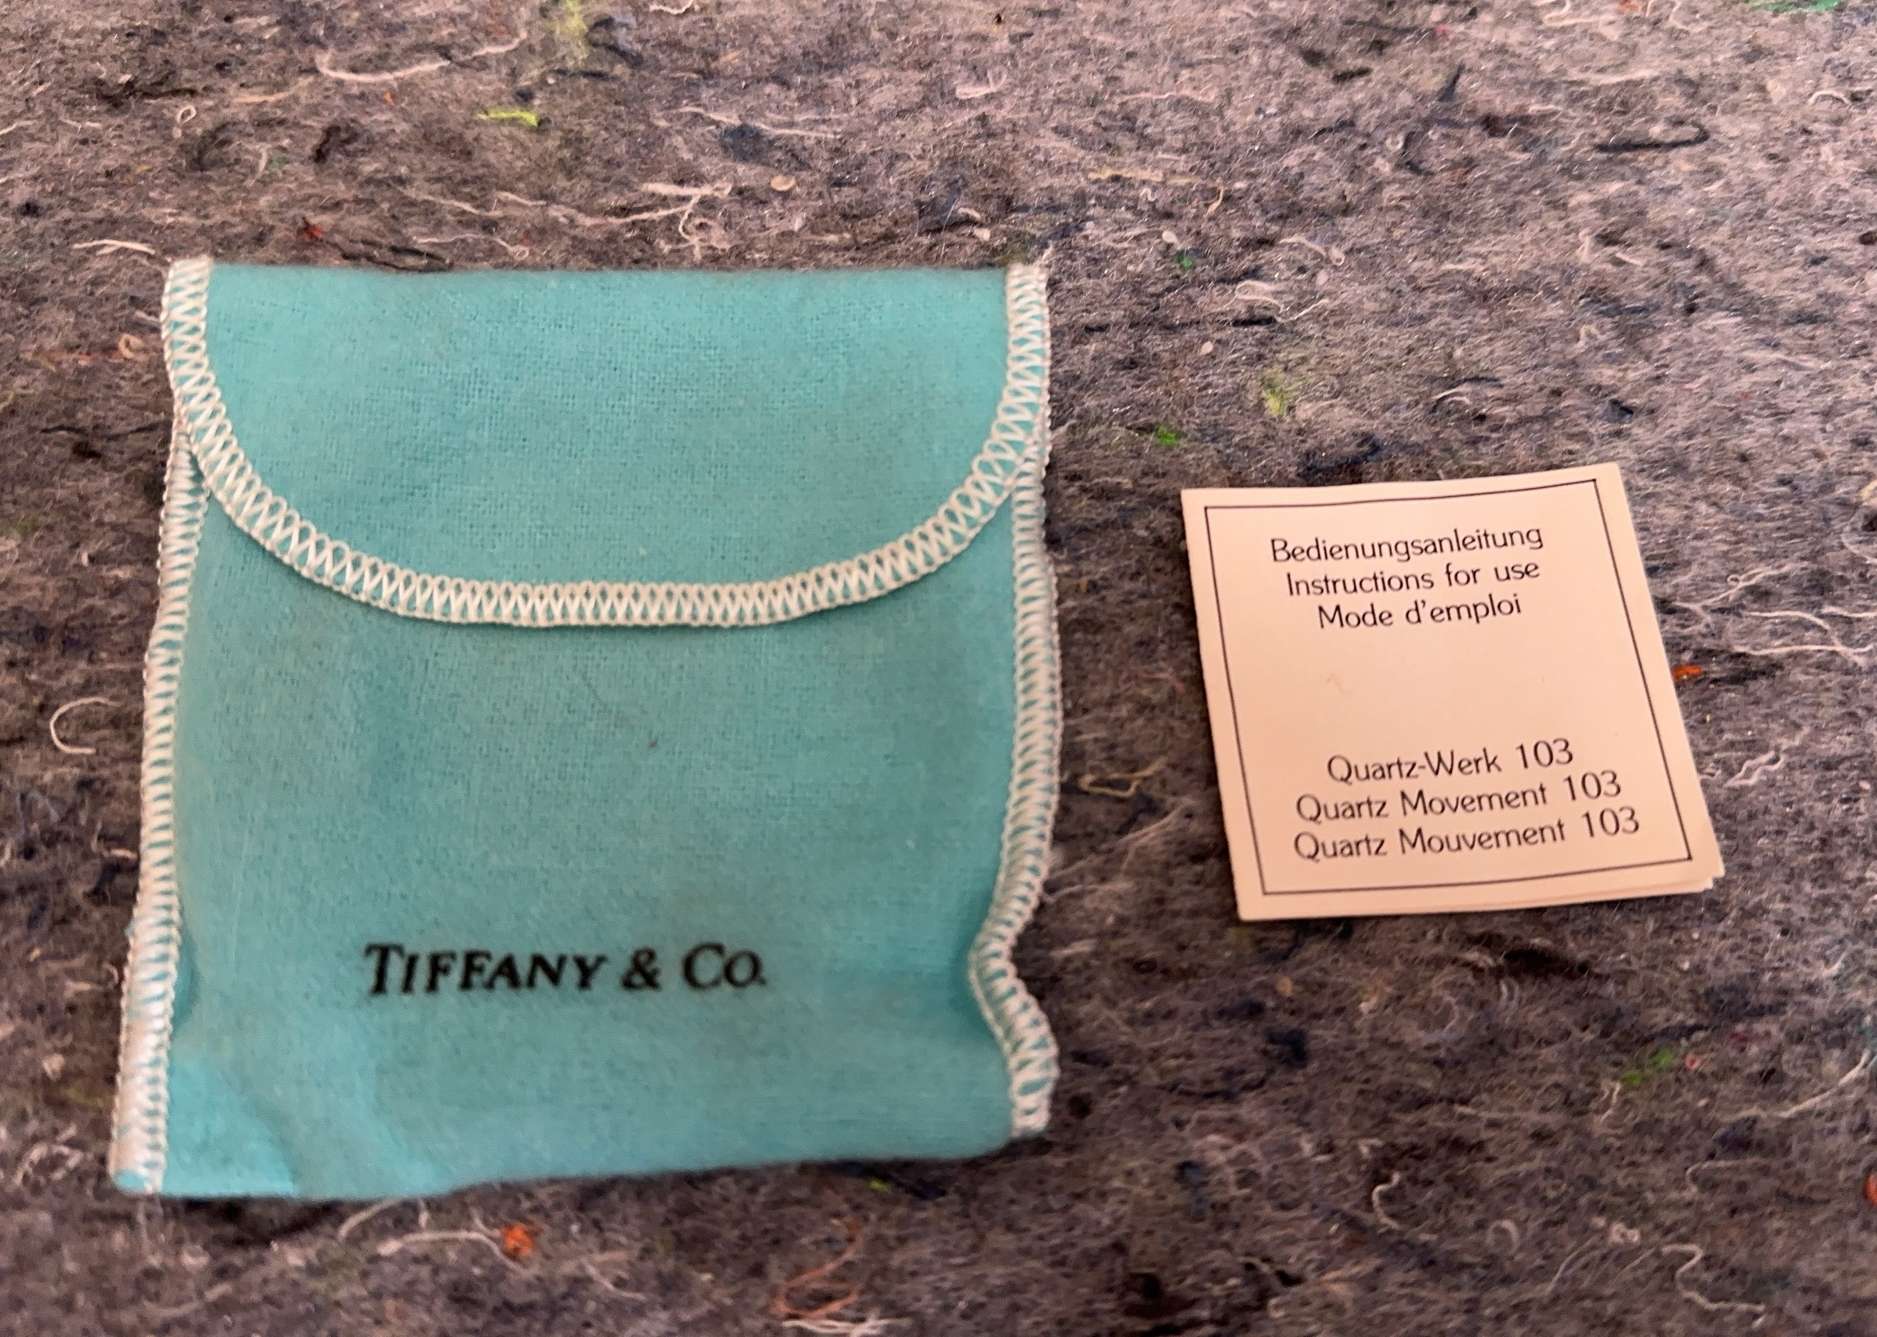 TIFFANY & CO.
Bedienungsanleitung
Instructions for use
Mode d'emploi
Quartz-Werk 103
Quartz Movement 103
Quartz Mouvement 103